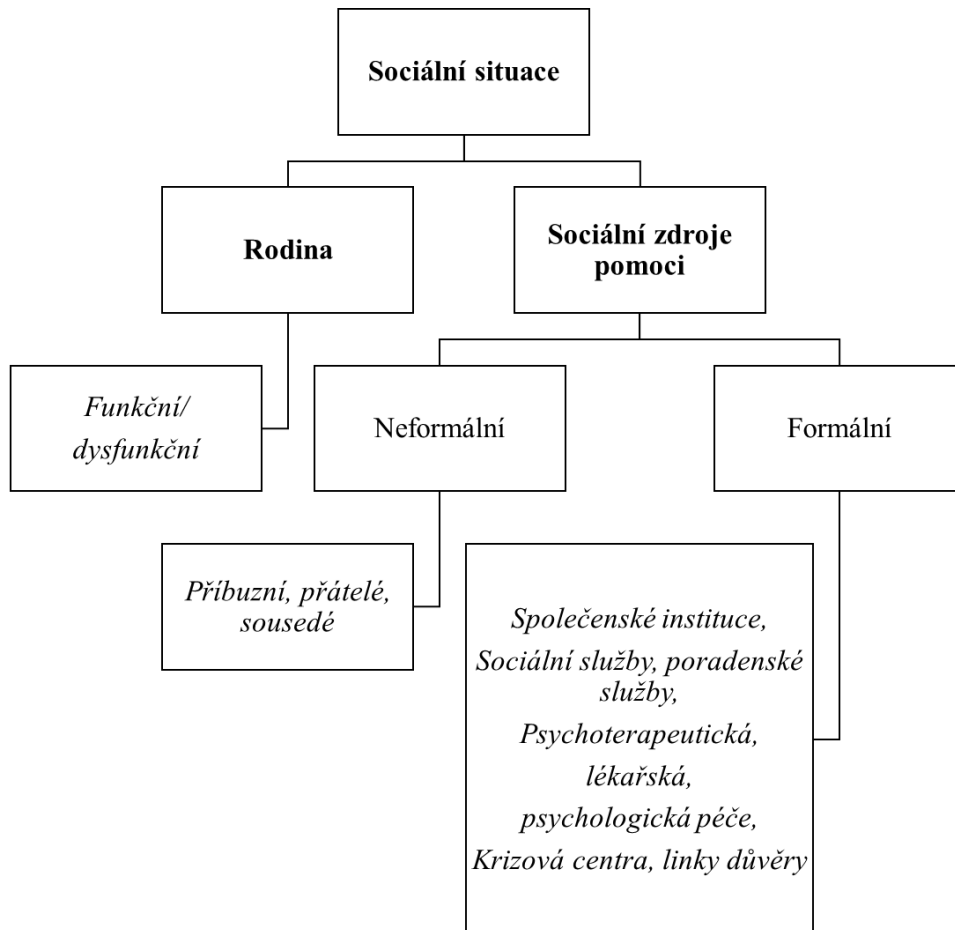 Sociální situace
Rodina
Sociální zdroje
pomoci
Funkční/
dysfunkční
Neformální
Formální
Příbuzní, přátelé,
sousedé
Společenské instituce,
Sociální služby, poradenské
služby,
Psychoterapeutická,
lékařská,
psychologická péče,
Krizová centra, linky důvěry